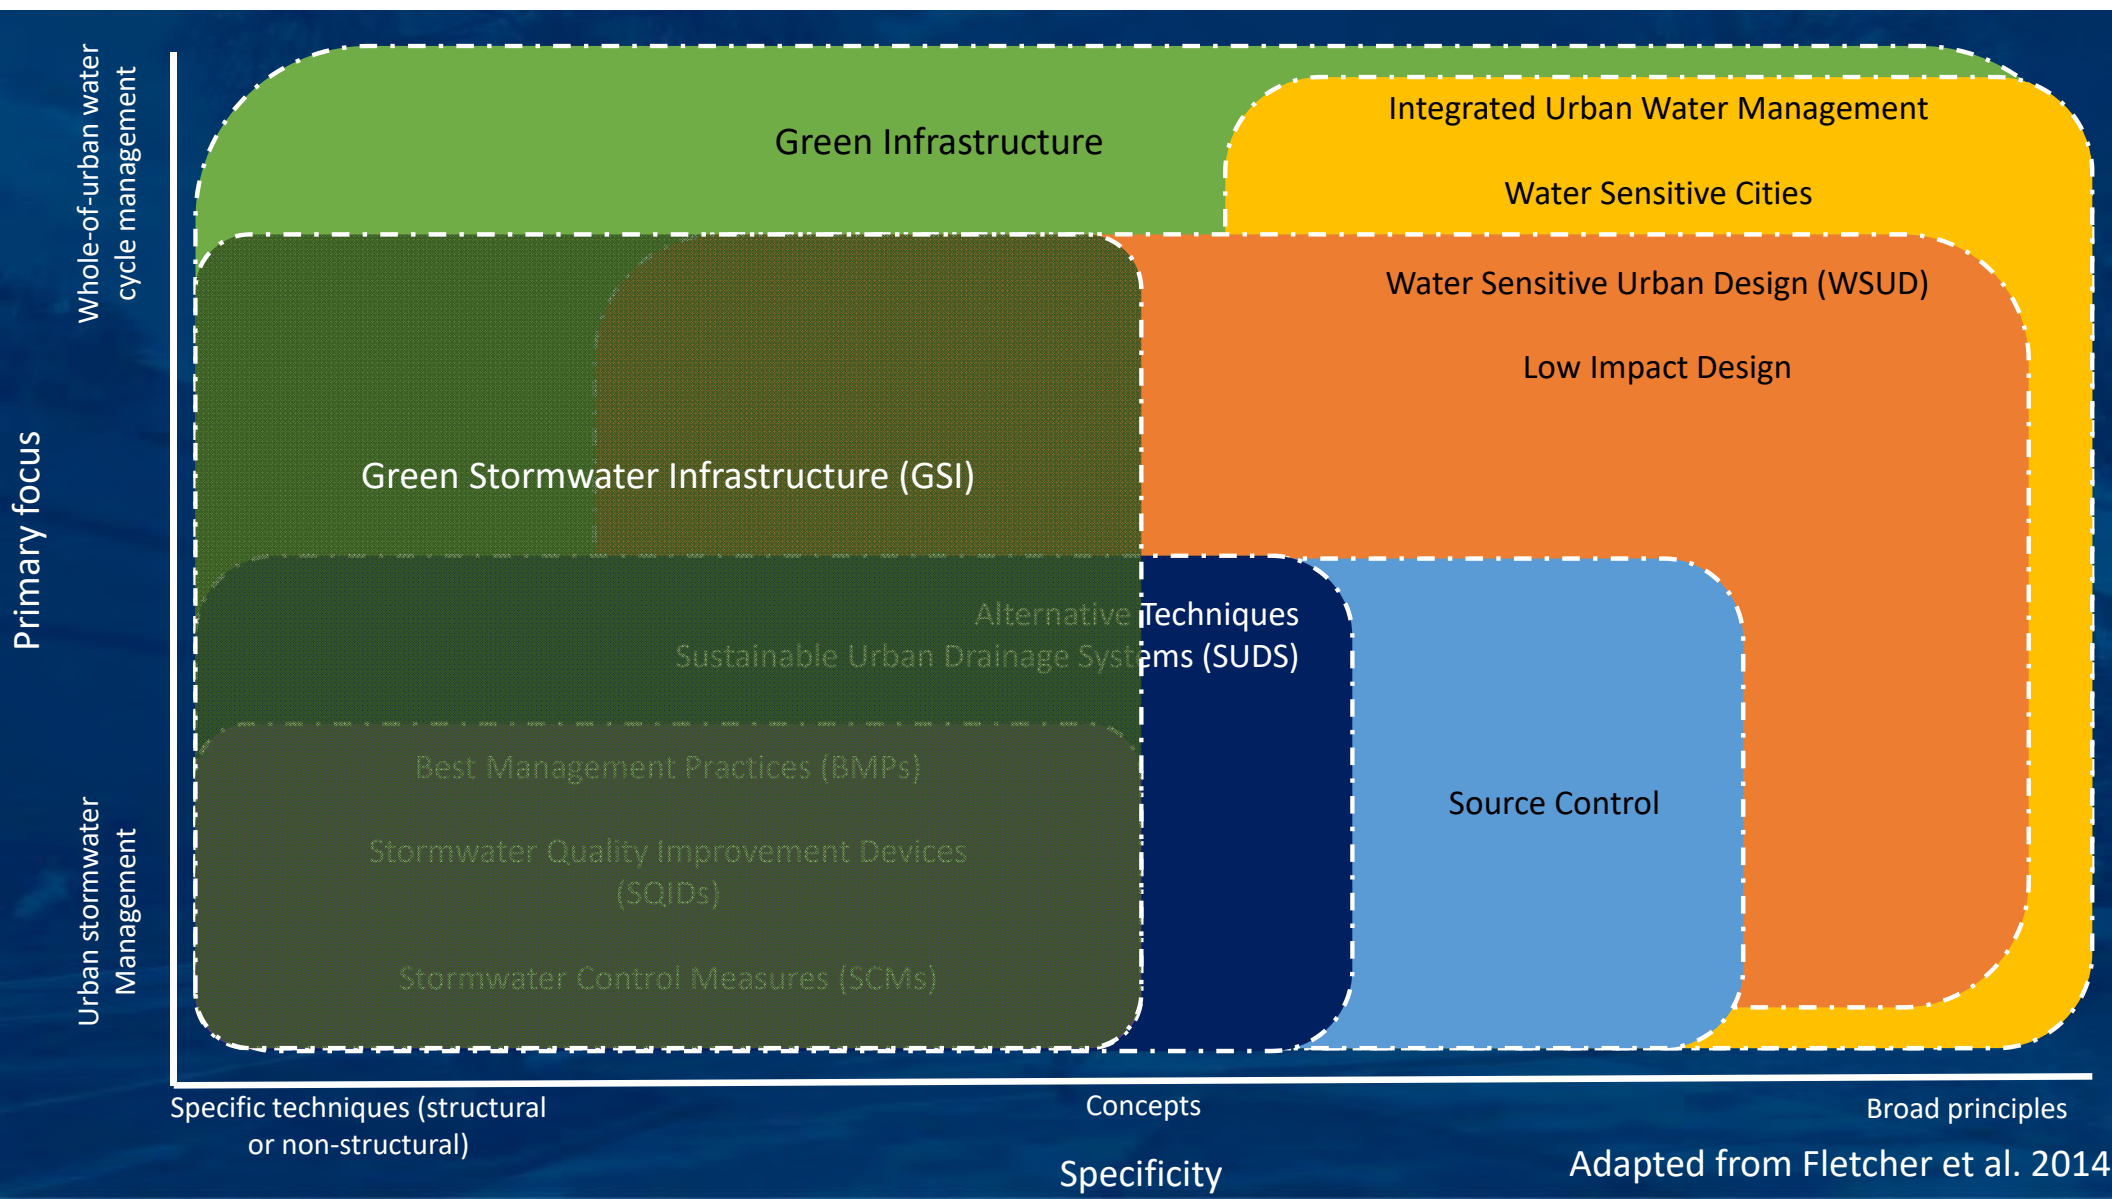 Whole-of-urban water
cycle management
Primary focus
Urban stormwater
Management
Green Infrastructure
Integrated Urban Water Management
Water Sensitive Cities
Water Sensitive Urban Design (WSUD)
Low Impact Design
Green Stormwater Infrastructure (GSI)
Alternative Techniques
Sustainable Urban Drainage Systems (SUDS)
Best Management Practices (BMPs)
Stormwater Quality Improvement Devices
(SQIDs)
Stormwater Control Measures (SCMs)
Source Control
Specific techniques (structural
or non-structural)
Concepts
Broad principles
Specificity
Adapted from Fletcher et al. 2014